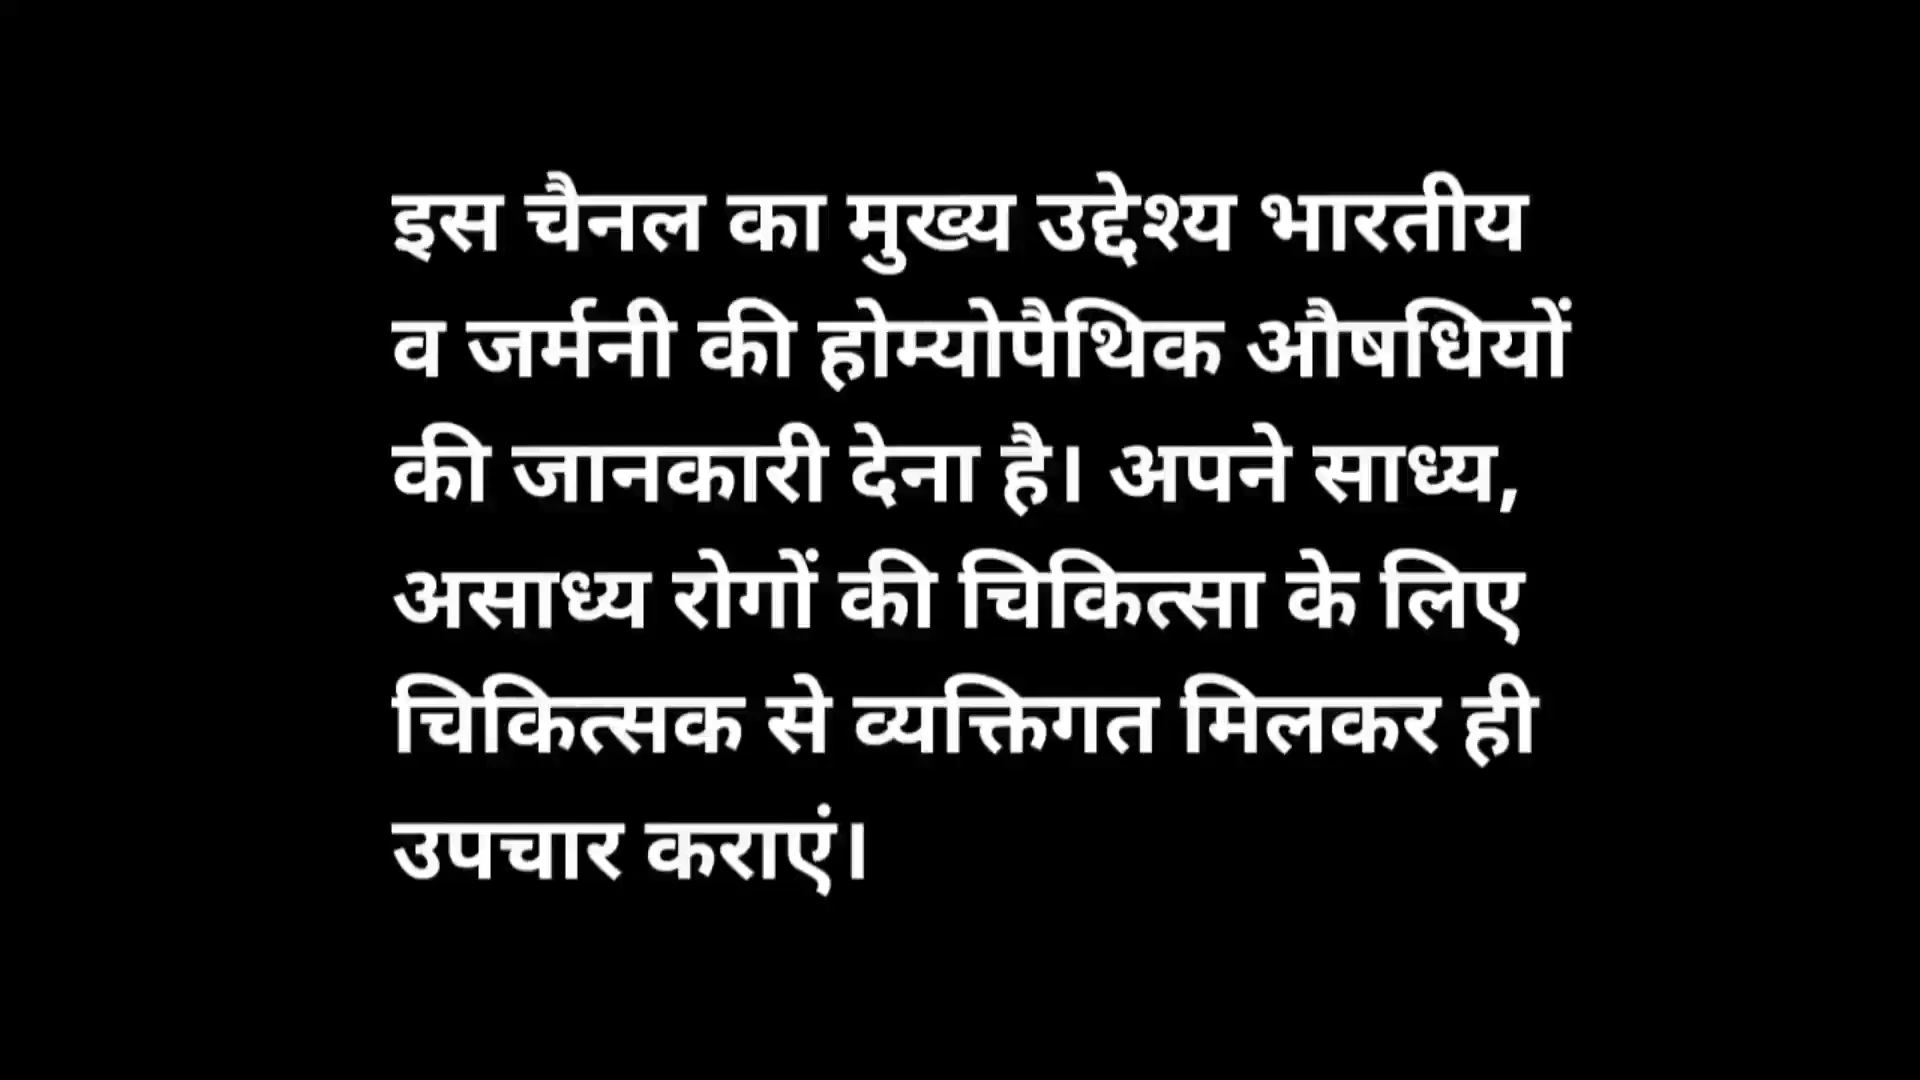 इस चैनल का मुख्य उद्देश्य भारतीय
व जर्मनी की होम्योपैथिक औषधियों
की जानकारी देना है। अपने साध्य,
असाध्य रोगों की चिकित्सा के लिए
चिकित्सक से व्यक्तिगत मिलकर ही
उपचार कराएं।